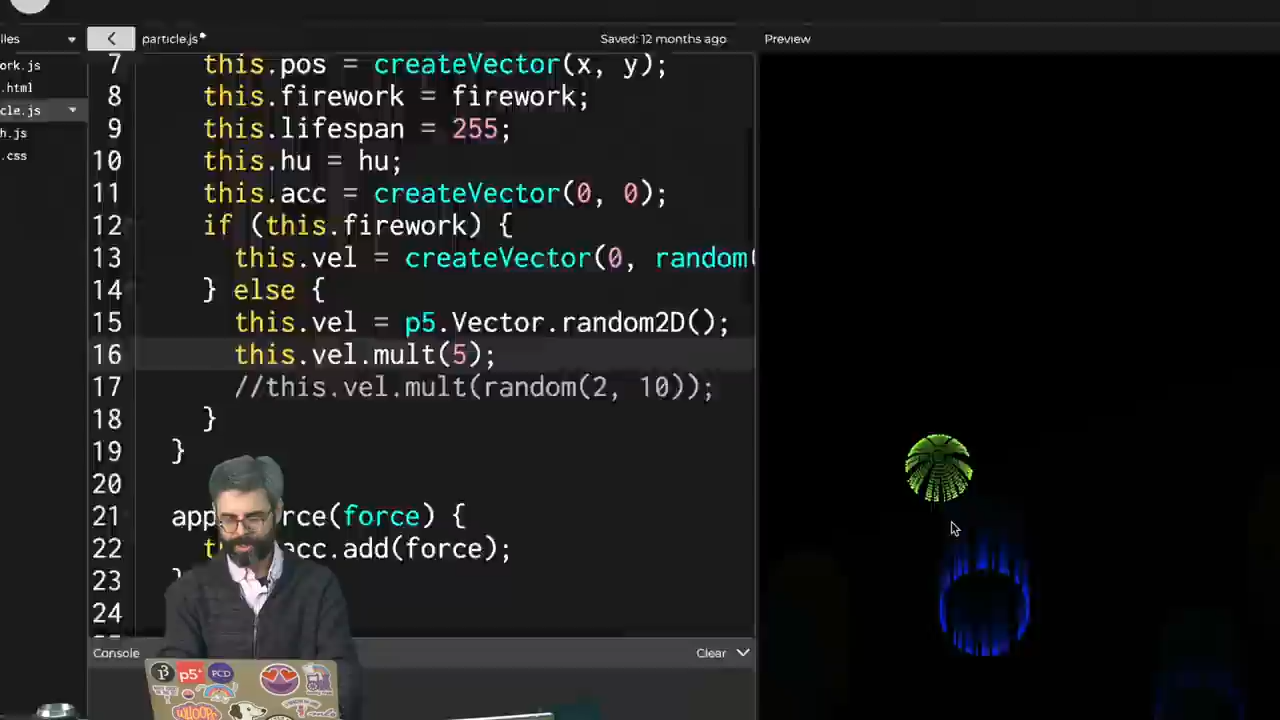 lles
particle.js•
Saved: 12 months ago
Preview
ork.js
.html
cle.js
h.js
.css
7 this.pos = createVector(x, y);
8 this.firework = firework;
9 this.lifespan = 255;
10 this.hu = hu;
11 this.acc = createVector(0, 0);
12 if (this.firework) {
13 this.vel = createVector(0, random(
14 } else {
15 this.vel = p5.Vector.random2D();
16 this.vel.mult(5);
17 //this.vel.mult(random(2, 10));
18 }
19 }
20
21 app rce(force) {
22 t acc.add(force);
23 }
24
Console
Clear
p5*
PCD
WHOOPS